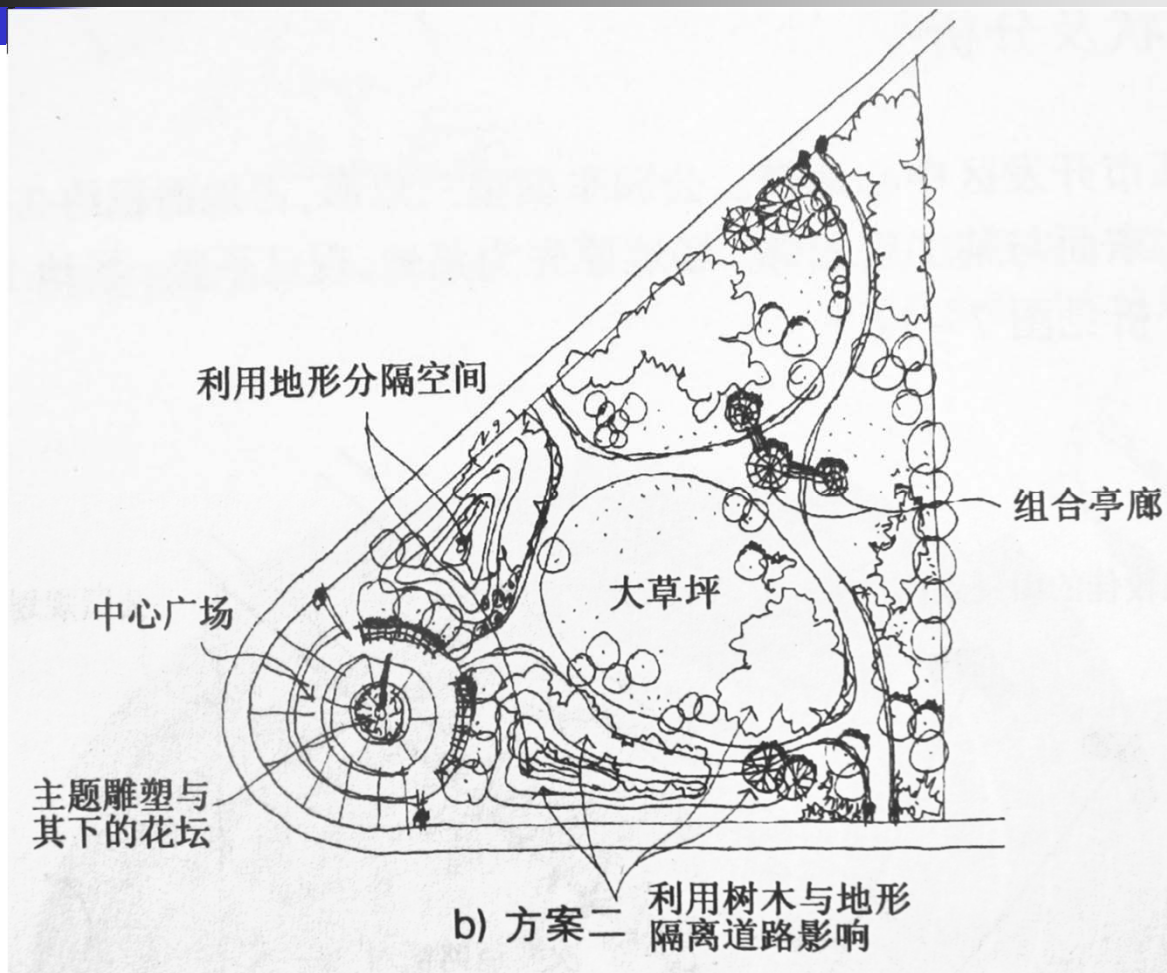 利用地形分隔空间
组合亭廊
大草坪
中心广场
主题雕塑与
其下的花坛
利用树木与地形
隔离道路影响
b) 方案二